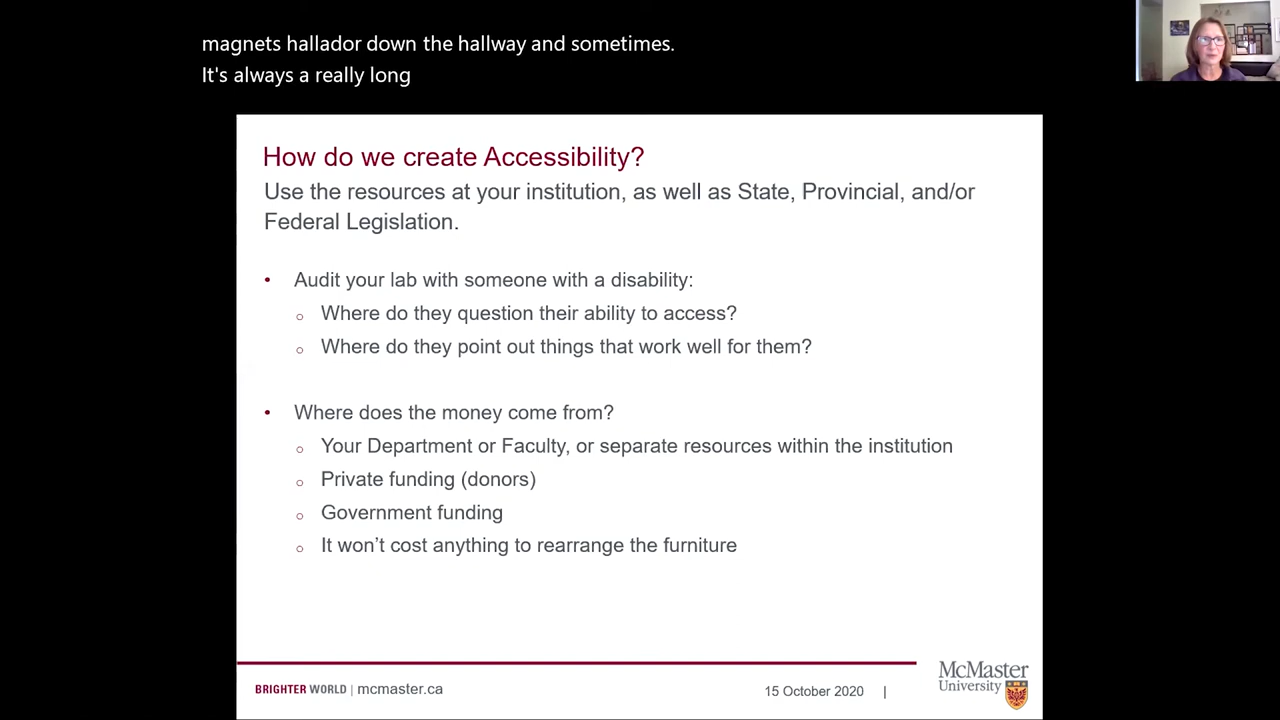 magnets hallador down the hallway and sometimes.
It's always a really long
How do we create Accessibility?
Use the resources at your institution, as well as State, Provincial, and/or
Federal Legislation.
• Audit your lab with someone with a disability:
○ Where do they question their ability to access?
○ Where do they point out things that work well for them?
• Where does the money come from?
○ Your Department or Faculty, or separate resources within the institution
○ Private funding (donors)
○ Government funding
○ It won’t cost anything to rearrange the furniture
BRIGHTER WORLD | mcmaster.ca
15 October 2020 |
McMaster
University